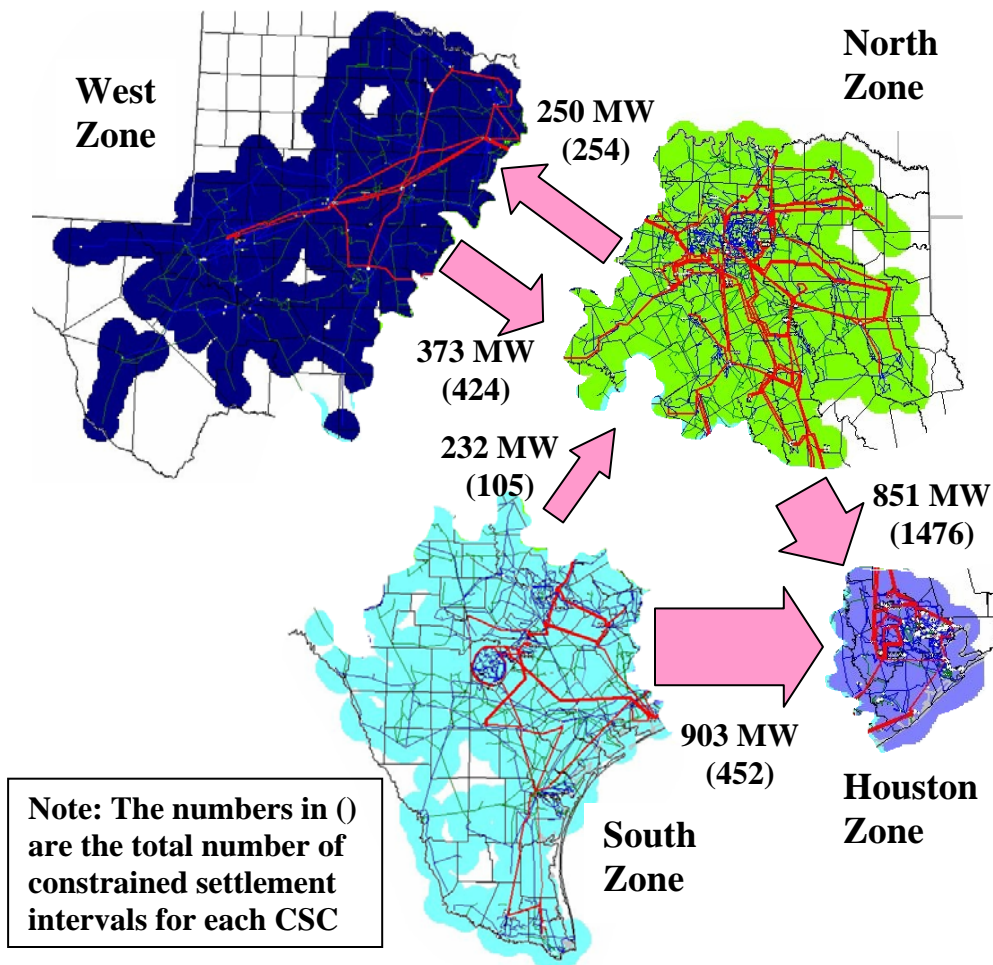 West
Zone
250 MW
(254)
North
Zone
373 MW
(424)
232 MW
(105)
851 MW
(1476)
903 MW
(452)
Houston
Zone
South
Zone
Note: The numbers in ()
are the total number of
constrained settlement
intervals for each CSC